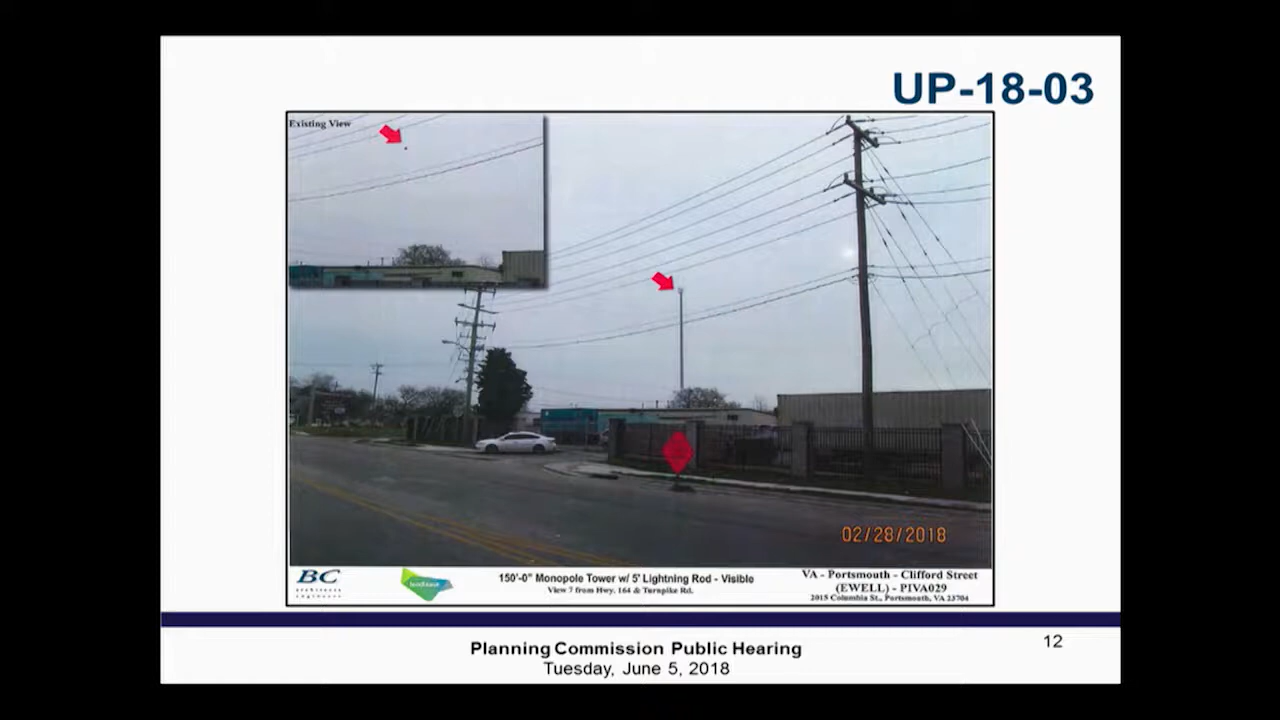 UP-18-03
Existing View
02/28/2018
BC
architects
engineers
150'-0" Monopole Tower w/ 5' Lightning Rod - Visible
View 7 from Hwy. 164 & Turnpike Rd.
VA - Portsmouth - Clifford Street
(EWELL) - PIVA029
2015 Columbia St., Portsmouth, VA 23704
Planning Commission Public Hearing
Tuesday, June 5, 2018
12